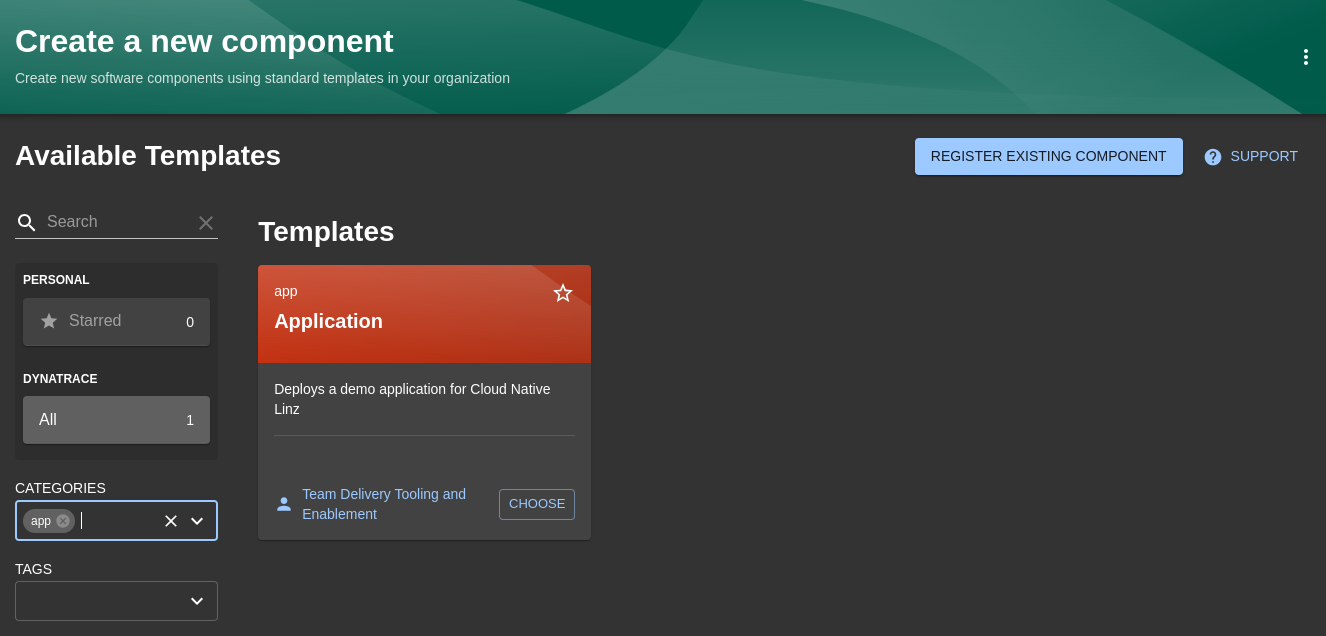 Create a new component
Create new software components using standard templates in your organization
Available Templates
REGISTER EXISTING COMPONENT
SUPPORT
Search
PERSONAL
Starred 0
DYNATRACE
All 1
CATEGORIES
app
TAGS
Templates
app
Application
Deploys a demo application for Cloud Native
Linz
Team Delivery Tooling and
Enablement
CHOOSE